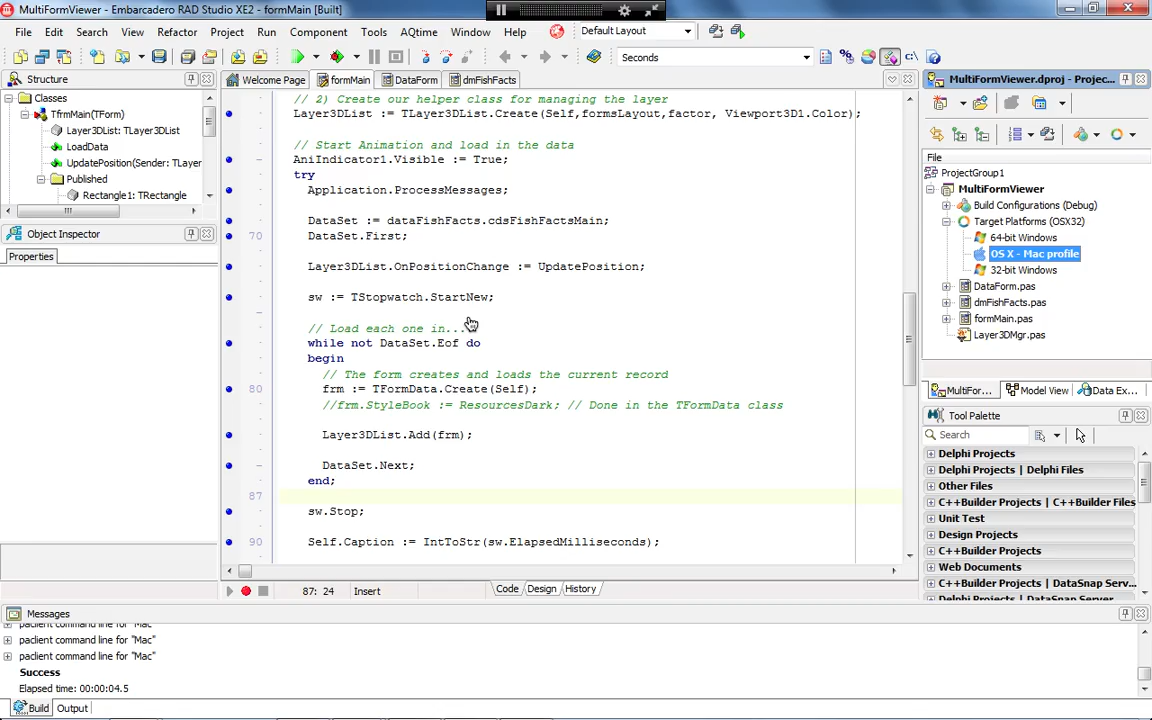 MultiFormViewer - Embarcadero RAD Studio XE2 - formMain [Built]
File Edit Search View Refactor Project Run Component Tools AQtime Window Help Default Layout
Seconds
Structure
Classes
TfrmMain(TForm)
Layer3DList: TLayer3DList
LoadData
UpdatePosition(Sender: TLayer
Published
Rectangle1: TRectangle
Object Inspector
Properties
Welcome Page formMain DataForm dmFishFacts
// 2) Create our helper class for managing the layer
Layer3DList := TLayer3DList.Create(Self,formsLayout,factor, Viewport3D1.Color);
// Start Animation and load in the data
AniIndicator1.Visible := True;
try
Application.ProcessMessages;
DataSet := dataFishFacts.cdsFishFactsMain;
70 DataSet.First;
Layer3DList.OnPositionChange := UpdatePosition;
sw := TStopwatch.StartNew;
// Load each one in...
while not DataSet.Eof do
begin
// The form creates and loads the current record
80 frm := TFormData.Create(Self);
//frm.StyleBook := ResourcesDark; // Done in the TFormData class
Layer3DList.Add(frm);
DataSet.Next;
end;
87
sw.Stop;
90 Self.Caption := IntToStr(sw.ElapsedMilliseconds);
87: 24 Insert Code Design History
MultiFormViewer.dproj - Projec...
File
ProjectGroup1
MultiFormViewer
Build Configurations (Debug)
Target Platforms (OSX32)
64-bit Windows
OS X - Mac profile
32-bit Windows
DataForm.pas
dmFishFacts.pas
formMain.pas
Layer3DMgr.pas
MultiFor... Model View Data Ex...
Tool Palette
Search
Delphi Projects
Delphi Projects | Delphi Files
Other Files
C++Builder Projects | C++Builder Files
Unit Test
Design Projects
C++Builder Projects
Web Documents
C++Builder Projects | DataSnap Serv...
Delphi Projects | DataSnap Server
Messages
paclient command line for "Mac"
paclient command line for "Mac"
paclient command line for "Mac"
Success
Elapsed time: 00:00:04.5
Build Output